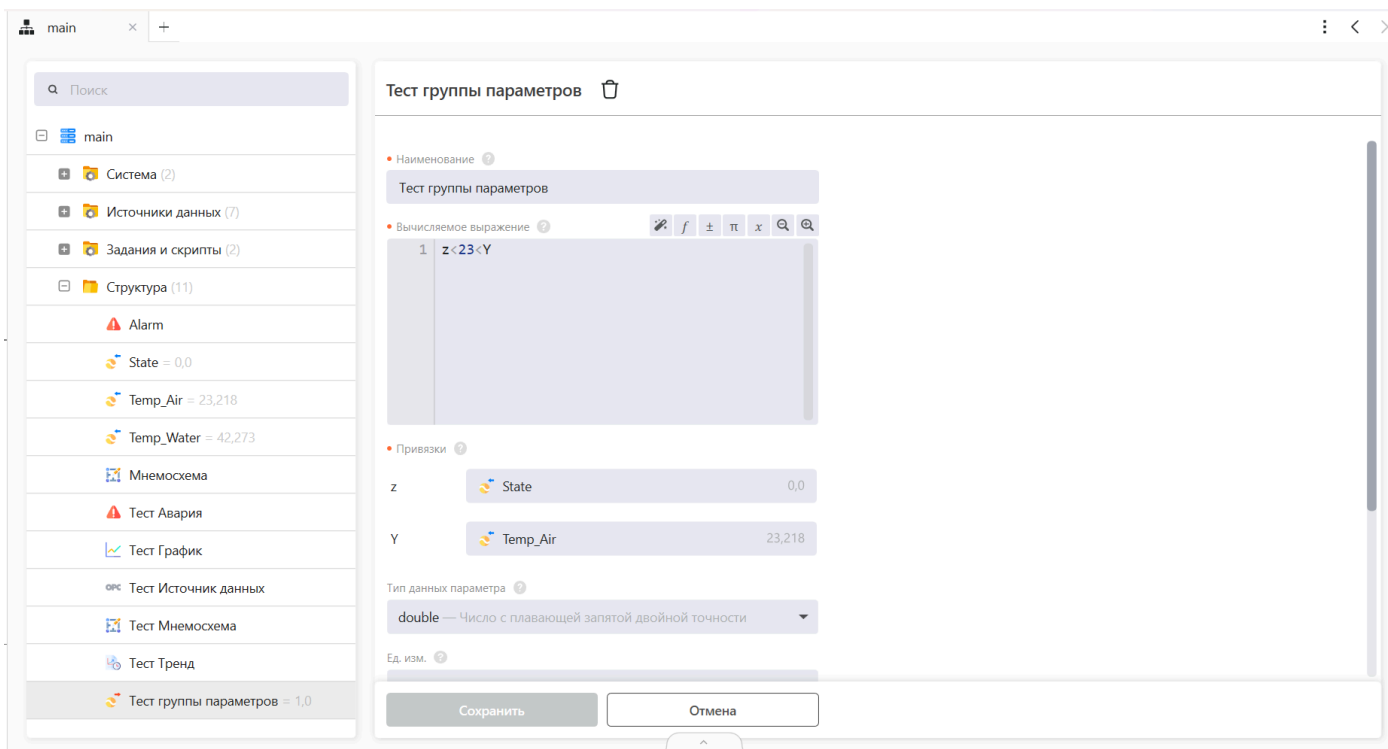 main
Поиск
main
Система (2)
Источники данных (7)
Задания и скрипты (2)
Структура (11)
Alarm
State = 0,0
Temp_Air = 23,218
Temp_Water = 42,273
Мнемосхема
Тест Авария
Тест График
OPC Тест Источник данных
Тест Мнемосхема
Тест Тренд
Тест группы параметров = 1,0
Тест группы параметров
Наименование ?
Тест группы параметров
Вычисляемое выражение ? f ± π x
1 z<23<Y
Привязки ?
z State 0,0
Y Temp_Air 23,218
Тип данных параметра ?
double — Число с плавающей запятой двойной точности
Ед. изм. ?
Сохранить Отмена